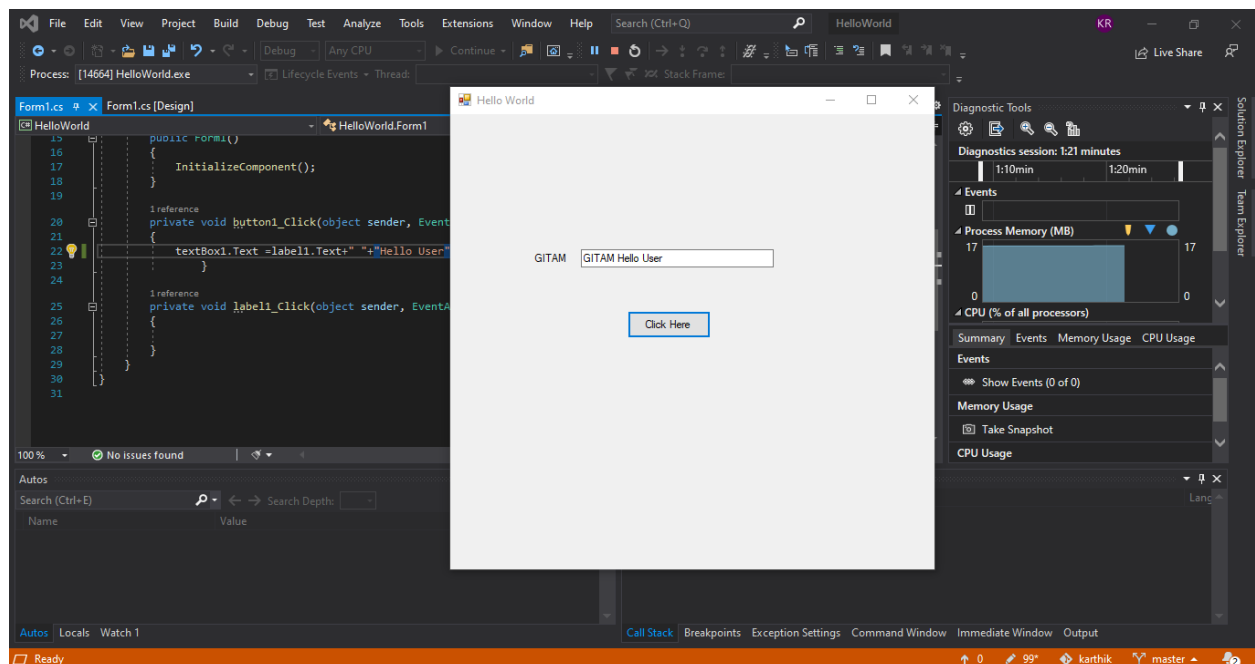 File Edit View Project Build Debug Test Analyze Tools Extensions Window Help Search (Ctrl+Q) HelloWorld KR
Debug Any CPU Continue Live Share
Process: [14664] HelloWorld.exe Lifecycle Events Thread: Stack Frame:
Form1.cs Form1.cs [Design]
HelloWorld HelloWorld.Form1
15 public Form1()
16 {
17 InitializeComponent();
18 }
19
1 reference
20 private void button1_Click(object sender, Event
21 {
22 textBox1.Text =label1.Text+" "+"Hello User"
23 }
24
1 reference
25 private void label1_Click(object sender, EventA
26 {
27
28 }
29 }
30 }
31
100 % No issues found
Hello World
GITAM GITAM Hello User
Click Here
Diagnostic Tools
Diagnostics session: 1:21 minutes
1:10min 1:20min
Events
Process Memory (MB)
17 17
0 0
CPU (% of all processors)
Summary Events Memory Usage CPU Usage
Events
Show Events (0 of 0)
Memory Usage
Take Snapshot
CPU Usage
Solution Explorer
Team Explorer
Autos
Search (Ctrl+E) Search Depth:
Name Value
Lang
Autos Locals Watch 1
Call Stack Breakpoints Exception Settings Command Window Immediate Window Output
Ready 0 99* karthik master 2